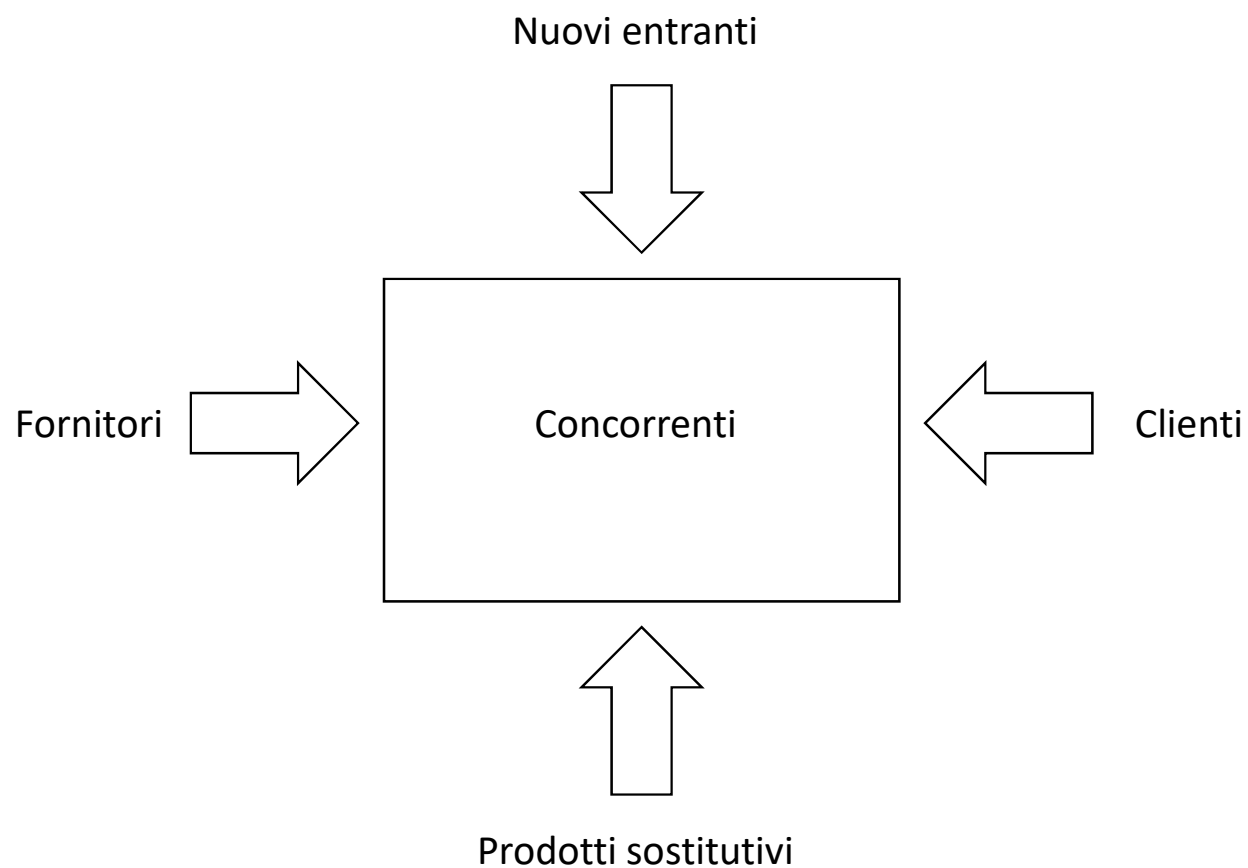 Nuovi entranti
Fornitori
Concorrenti
Clienti
Prodotti sostitutivi